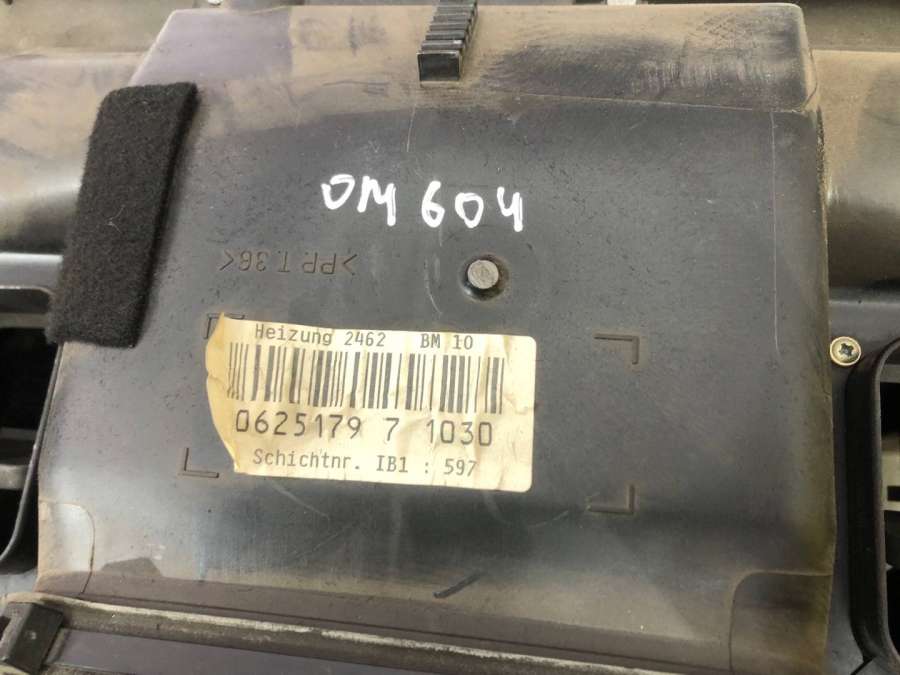 OM 604
>PP T.36<
Heizung 2462 BM 10
0625179 7 1030
Schichtnr. IB1 : 597